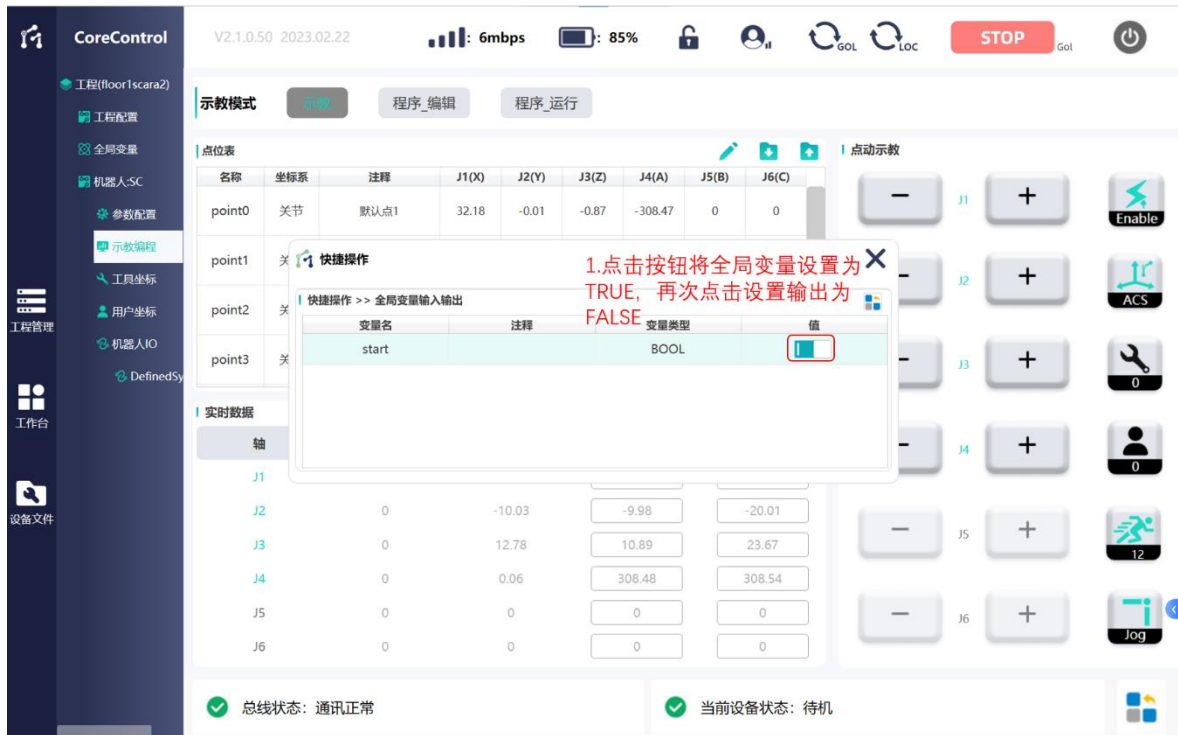 CoreControl
V2.1.0.50 2023.02.22
: 6mbps
: 85%
GOL
LOC
STOP
Gol
工程(floor1scara2)
工程配置
全局变量
机器人:SC
参数配置
示教编程
工具坐标
用户坐标
机器人IO
DefinedSy
工程管理
工作台
设备文件
示教模式 示教 程序_编辑 程序_运行
点位表
名称 坐标系 注释 J1(X) J2(Y) J3(Z) J4(A) J5(B) J6(C)
point0 关节 默认点1 32.18 -0.01 -0.87 -308.47 0 0
point1
point2
point3
快捷操作
1.点击按钮将全局变量设置为
TRUE，再次点击设置输出为
FALSE
快捷操作 >> 全局变量输入输出
变量名 注释 变量类型 值
start BOOL
实时数据
轴
J1
J2 0 -10.03 -9.98 -20.01
J3 0 12.78 10.89 23.67
J4 0 0.06 308.48 308.54
J5 0 0 0 0
J6 0 0 0 0
点动示教
− J1 + Enable
− J2 + ACS
− J3 + 0
− J4 + 0
− J5 + 12
− J6 + Jog
总线状态：通讯正常
当前设备状态：待机